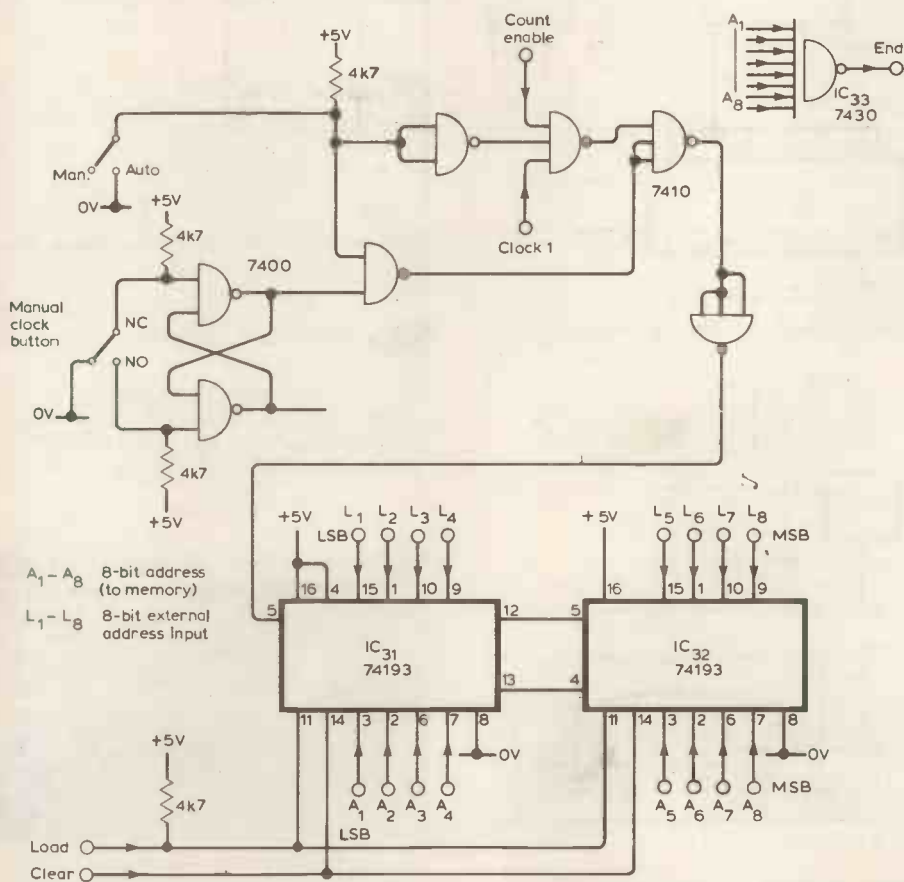 Count
enable
+5V
4k7
A1
A8
End
IC33
7430
Man.
Auto
0V
7410
Clock 1
+5V
4k7
7400
Manual
clock
button
NC
NO
0V
4k7
+5V
A1 – A8 8-bit address
(to memory)
L1 – L8 8-bit external
address input
+5V
LSB
L1 L2 L3 L4
16 4 15 1 10 9
5
IC31
74193
12
13
11 14 3 2 6 7 8
0V
A1 A2 A3 A4
LSB
+5V
L5 L6 L7 L8
MSB
16 15 1 10 9
5
4
IC32
74193
11 14 3 2 6 7 8
0V
A5 A6 A7 A8
MSB
+5V
4k7
Load
Clear